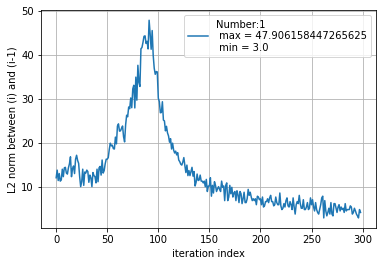 50
40
30
20
10
0
50
100
150
200
250
300
L2 norm between (i) and (i-1)
iteration index
Number:1
max = 47.906158447265625
min = 3.0